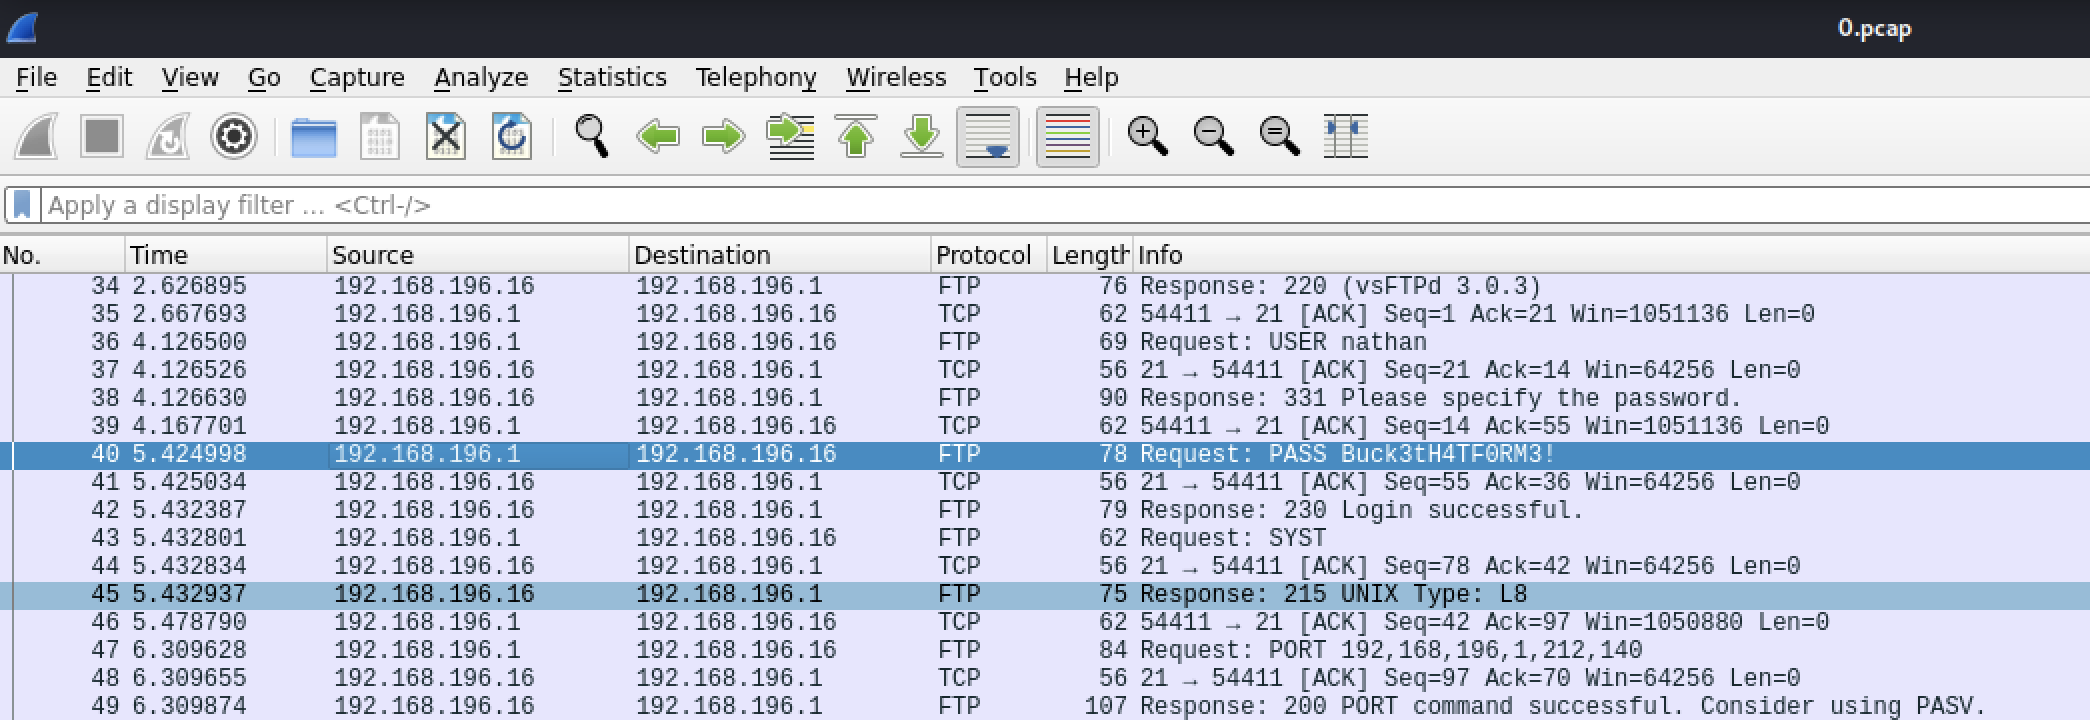 0.pcap
File Edit View Go Capture Analyze Statistics Telephony Wireless Tools Help
Apply a display filter ... <Ctrl-/>
No. Time Source Destination Protocol Length Info
34 2.626895 192.168.196.16 192.168.196.1 FTP 76 Response: 220 (vsFTPd 3.0.3)
35 2.667693 192.168.196.1 192.168.196.16 TCP 62 54411 → 21 [ACK] Seq=1 Ack=21 Win=1051136 Len=0
36 4.126500 192.168.196.1 192.168.196.16 FTP 69 Request: USER nathan
37 4.126526 192.168.196.16 192.168.196.1 TCP 56 21 → 54411 [ACK] Seq=21 Ack=14 Win=64256 Len=0
38 4.126630 192.168.196.16 192.168.196.1 FTP 90 Response: 331 Please specify the password.
39 4.167701 192.168.196.1 192.168.196.16 TCP 62 54411 → 21 [ACK] Seq=14 Ack=55 Win=1051136 Len=0
40 5.424998 192.168.196.1 192.168.196.16 FTP 78 Request: PASS Buck3tH4TF0RM3!
41 5.425034 192.168.196.16 192.168.196.1 TCP 56 21 → 54411 [ACK] Seq=55 Ack=36 Win=64256 Len=0
42 5.432387 192.168.196.16 192.168.196.1 FTP 79 Response: 230 Login successful.
43 5.432801 192.168.196.1 192.168.196.16 FTP 62 Request: SYST
44 5.432834 192.168.196.16 192.168.196.1 TCP 56 21 → 54411 [ACK] Seq=78 Ack=42 Win=64256 Len=0
45 5.432937 192.168.196.16 192.168.196.1 FTP 75 Response: 215 UNIX Type: L8
46 5.478790 192.168.196.1 192.168.196.16 TCP 62 54411 → 21 [ACK] Seq=42 Ack=97 Win=1050880 Len=0
47 6.309628 192.168.196.1 192.168.196.16 FTP 84 Request: PORT 192,168,196,1,212,140
48 6.309655 192.168.196.16 192.168.196.1 TCP 56 21 → 54411 [ACK] Seq=97 Ack=70 Win=64256 Len=0
49 6.309874 192.168.196.16 192.168.196.1 FTP 107 Response: 200 PORT command successful. Consider using PASV.